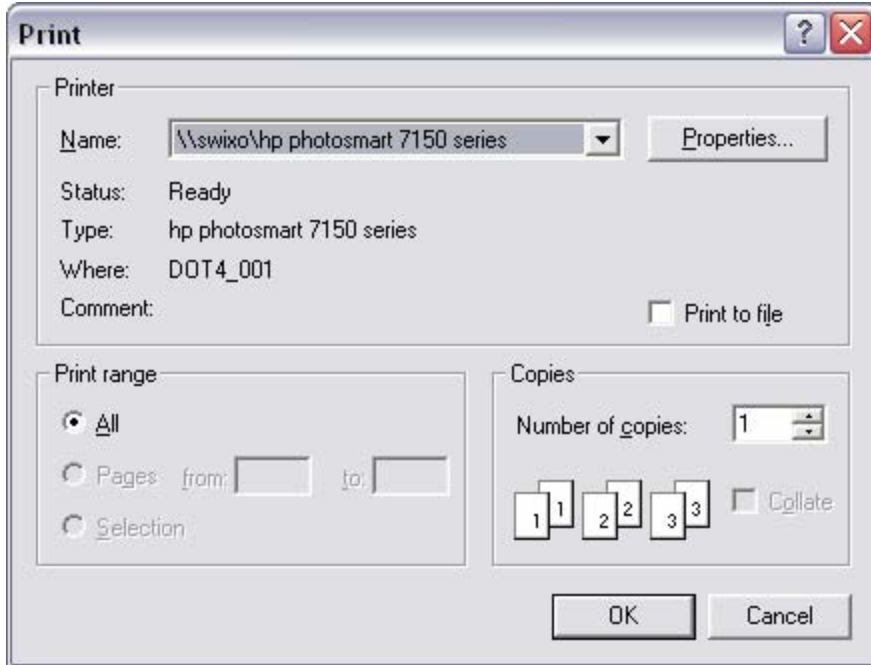 Print
Printer
Name: \\swixo\hp photosmart 7150 series Properties...
Status: Ready
Type: hp photosmart 7150 series
Where: DOT4_001
Comment:
Print to file
Print range
All
Pages from: to:
Selection
Copies
Number of copies: 1
1 1 2 2 3 3
Collate
OK Cancel